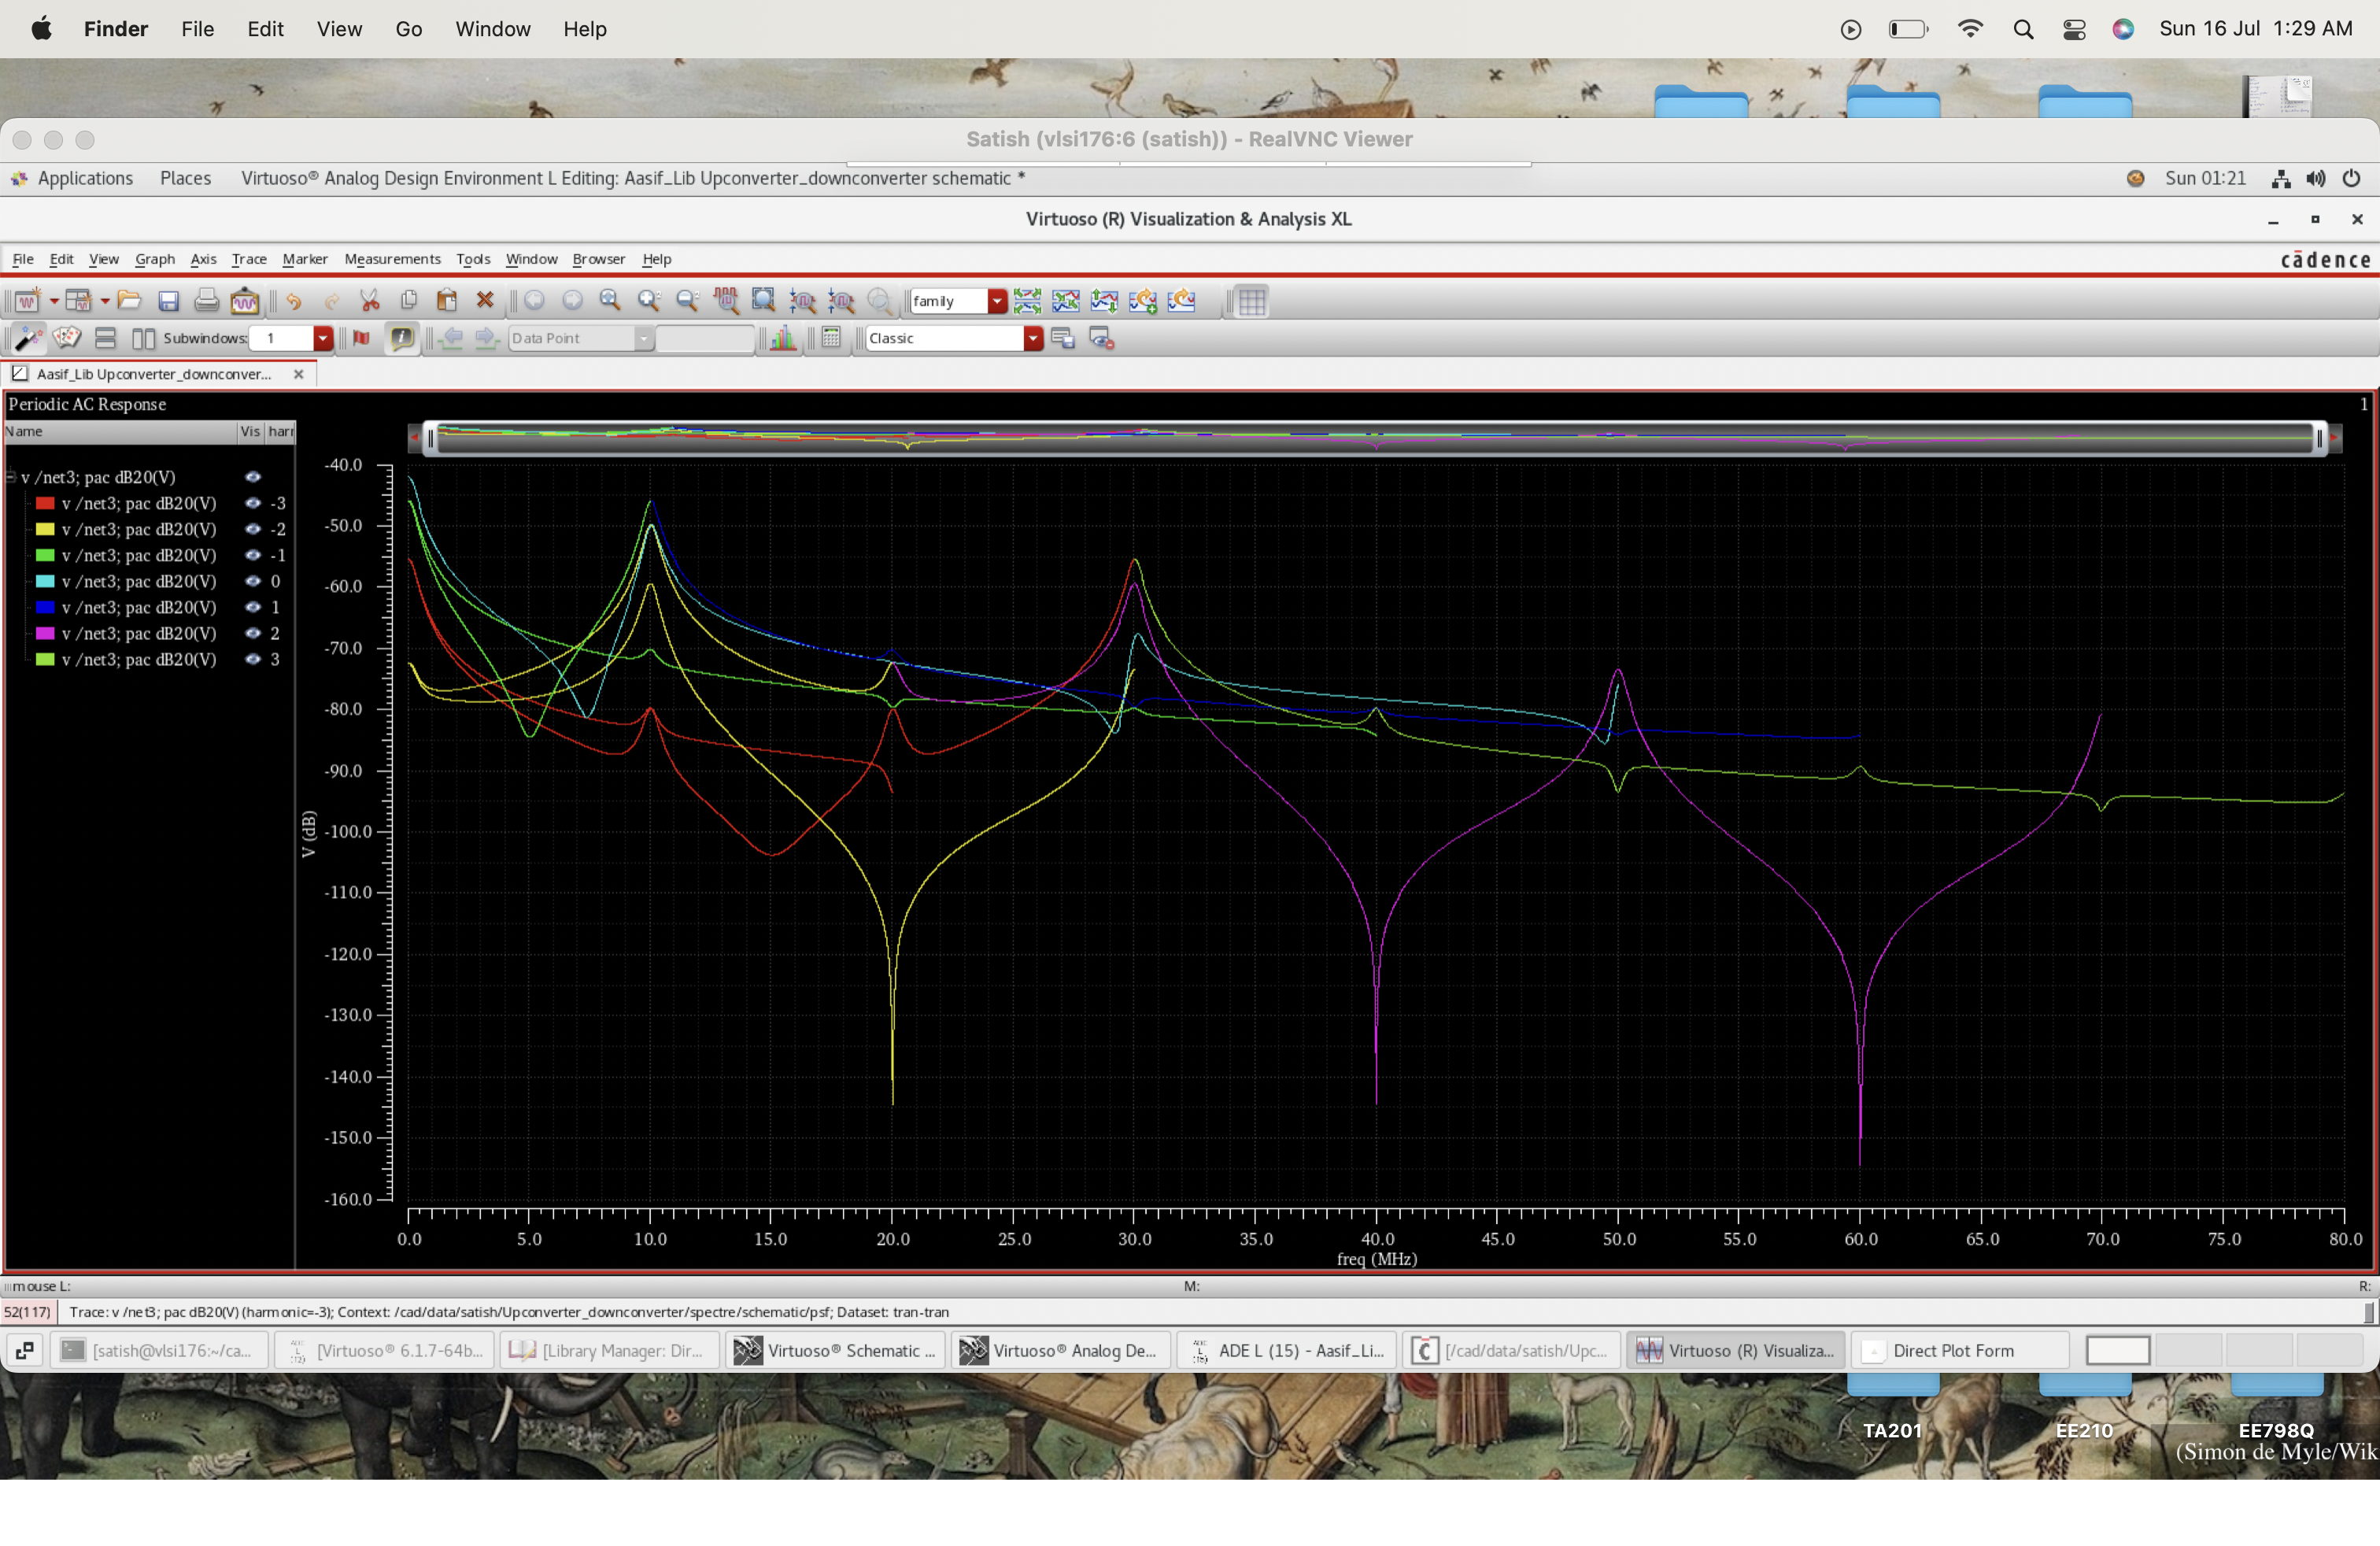 Finder File Edit View Go Window Help Sun 16 Jul 1:29 AM
Satish (vlsi176:6 (satish)) - RealVNC Viewer
Applications Places Virtuoso® Analog Design Environment L Editing: Aasif_Lib Upconverter_downconverter schematic * Sun 01:21
Virtuoso (R) Visualization & Analysis XL
File Edit View Graph Axis Trace Marker Measurements Tools Window Browser Help cādence
family
Subwindows: 1 Data Point Classic
Aasif_Lib Upconverter_downconver...
Periodic AC Response 1
Name Vis harr
v /net3; pac dB20(V)
v /net3; pac dB20(V) -3
v /net3; pac dB20(V) -2
v /net3; pac dB20(V) -1
v /net3; pac dB20(V) 0
v /net3; pac dB20(V) 1
v /net3; pac dB20(V) 2
v /net3; pac dB20(V) 3
-40.0
-50.0
-60.0
-70.0
-80.0
-90.0
-100.0
-110.0
-120.0
-130.0
-140.0
-150.0
-160.0
V (dB)
0.0 5.0 10.0 15.0 20.0 25.0 30.0 35.0 40.0 45.0 50.0 55.0 60.0 65.0 70.0 75.0 80.0
freq (MHz)
mouse L: M: R:
52(117) Trace: v /net3; pac dB20(V) (harmonic=-3); Context: /cad/data/satish/Upconverter_downconverter/spectre/schematic/psf; Dataset: tran-tran
[satish@vlsi176:~/ca... [Virtuoso® 6.1.7-64b... [Library Manager: Dir... Virtuoso® Schematic ... Virtuoso® Analog De... ADE L (15) - Aasif_Li... [/cad/data/satish/Upc... Virtuoso (R) Visualiza... Direct Plot Form
TA201 EE210 EE798Q
(Simon de Myle/Wik